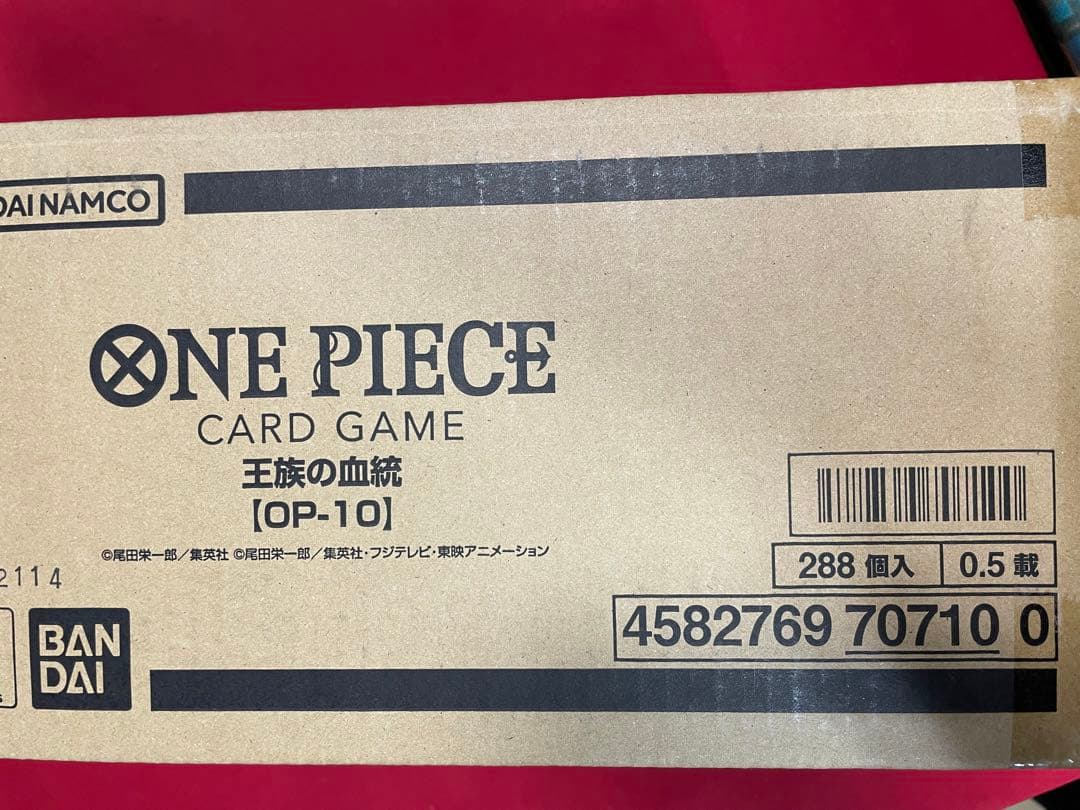 DAI NAMCO
ONE PIECE
CARD GAME
王族の血統
【OP-10】
©尾田栄一郎／集英社 ©尾田栄一郎／集英社・フジテレビ・東映アニメーション
2114
288 個入 0.5 載
4582769 70710 0
BAN
DAI